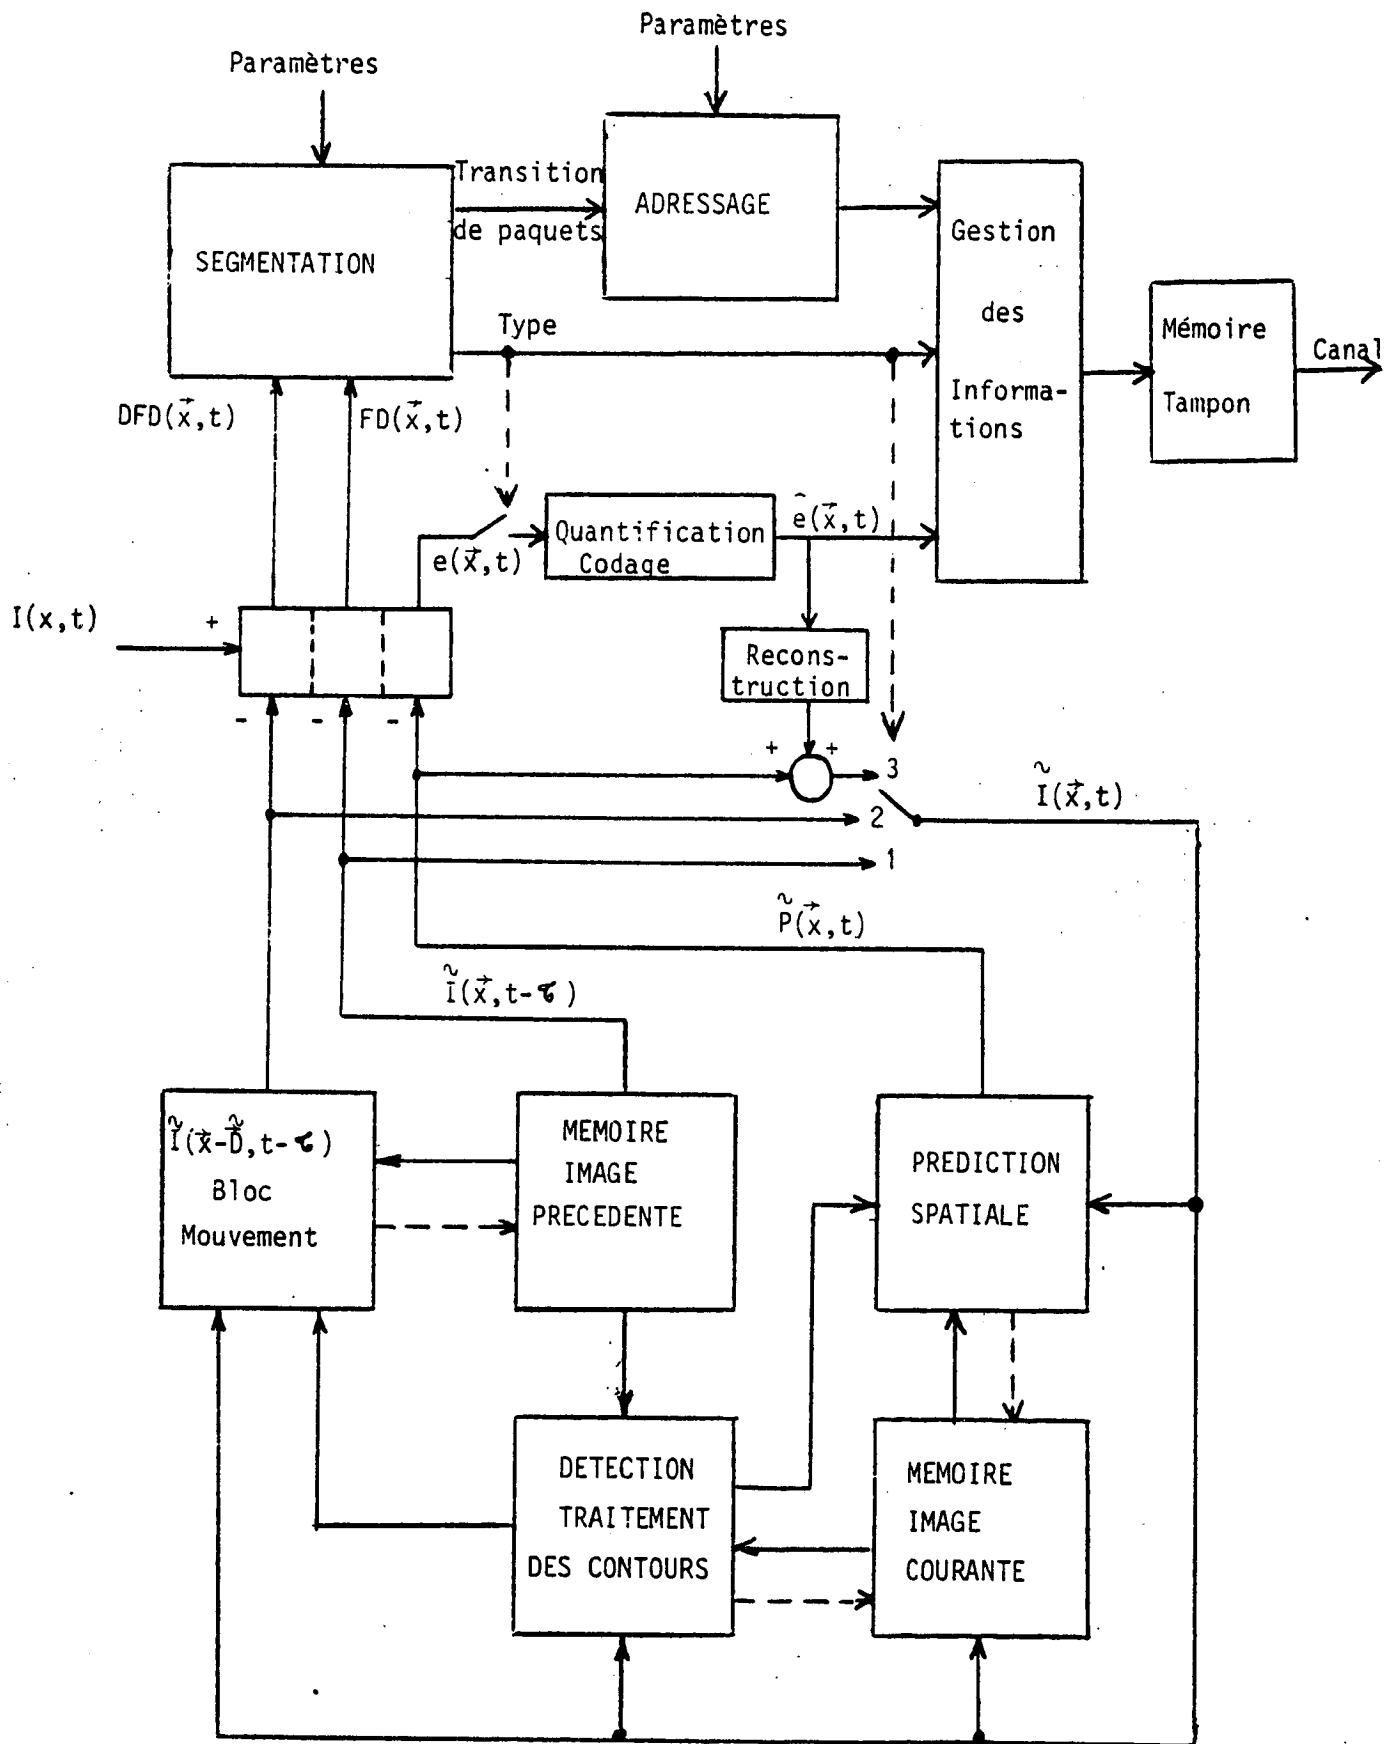 Paramètres
Paramètres
Transition
de paquets
ADRESSAGE
SEGMENTATION
Gestion
des
Informa-
tions
Type
Mémoire
Tampon
Canal
DFD(x⃗,t)
FD(x⃗,t)
e(x⃗,t)
Quantification
Codage
ê(x⃗,t)
I(x,t)
+
Recons-
truction
- - -
+ +
3
2
1
Ĩ(x⃗,t)
P̃(x⃗,t)
Ĩ(x⃗,t-τ)
Ĩ(x⃗-D̃⃗,t-τ)
Bloc
Mouvement
MEMOIRE
IMAGE
PRECEDENTE
PREDICTION
SPATIALE
DETECTION
TRAITEMENT
DES CONTOURS
MEMOIRE
IMAGE
COURANTE